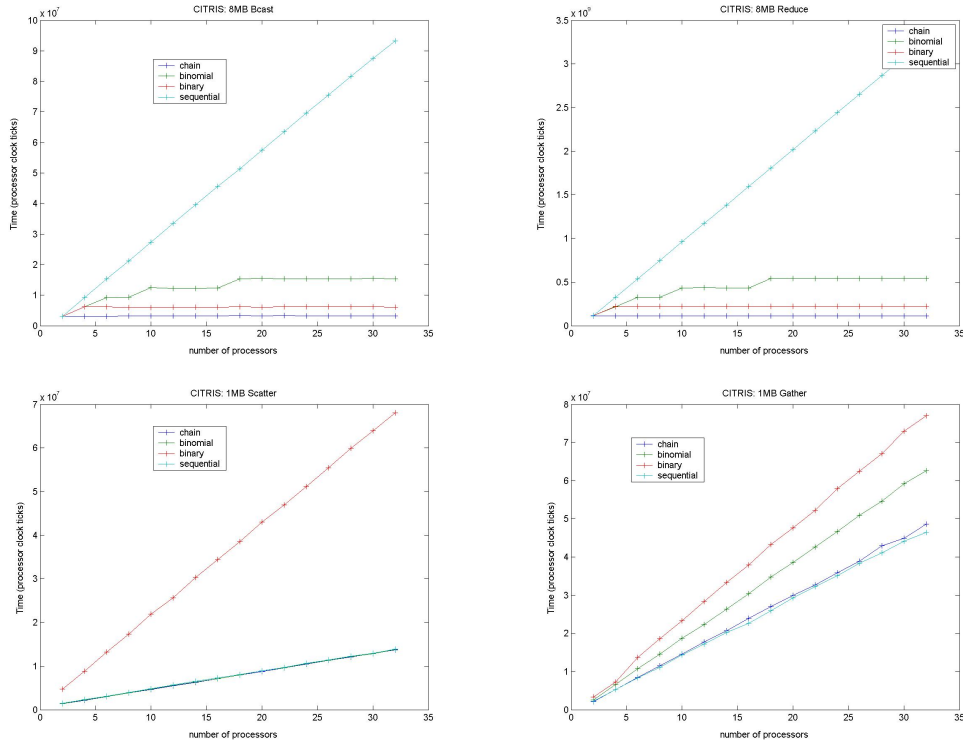 CITRIS: 8MB Bcast
x 10^7
10
9
8
7
6
5
4
3
2
1
0
Time (processor clock ticks)
chain
binomial
binary
sequential
0 5 10 15 20 25 30 35
number of processors
CITRIS: 8MB Reduce
x 10^9
3.5
3
2.5
2
1.5
1
0.5
0
Time (processor clock ticks)
chain
binomial
binary
sequential
0 5 10 15 20 25 30 35
number of processors
CITRIS: 1MB Scatter
x 10^7
7
6
5
4
3
2
1
0
Time (processor clock ticks)
chain
binomial
binary
sequential
0 5 10 15 20 25 30 35
number of processors
CITRIS: 1MB Gather
x 10^7
8
7
6
5
4
3
2
1
0
Time (processor clock ticks)
chain
binomial
binary
sequential
0 5 10 15 20 25 30 35
number of processors